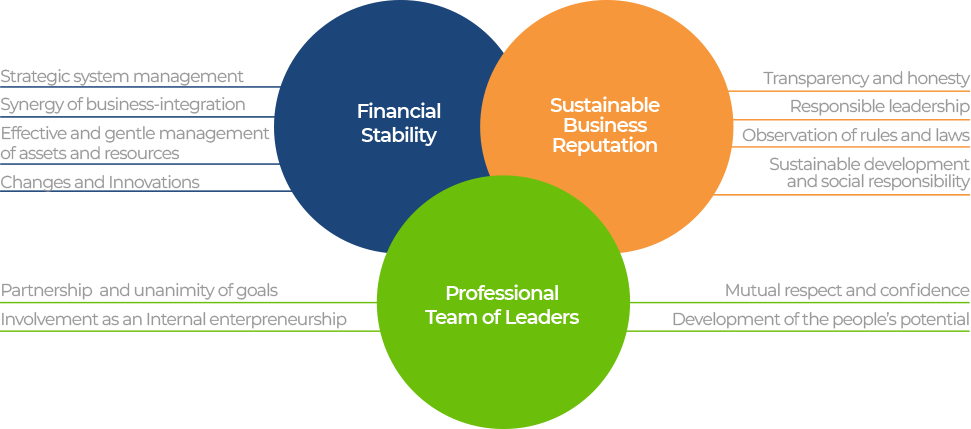 Strategic system management
Synergy of business-integration
Effective and gentle management
of assets and resources
Changes and Innovations
Financial
Stability
Sustainable
Business
Reputation
Transparency and honesty
Responsible leadership
Observation of rules and laws
Sustainable development
and social responsibility
Partnership and unanimity of goals
Involvement as an Internal enterpreneurship
Professional
Team of Leaders
Mutual respect and confidence
Development of the people’s potential